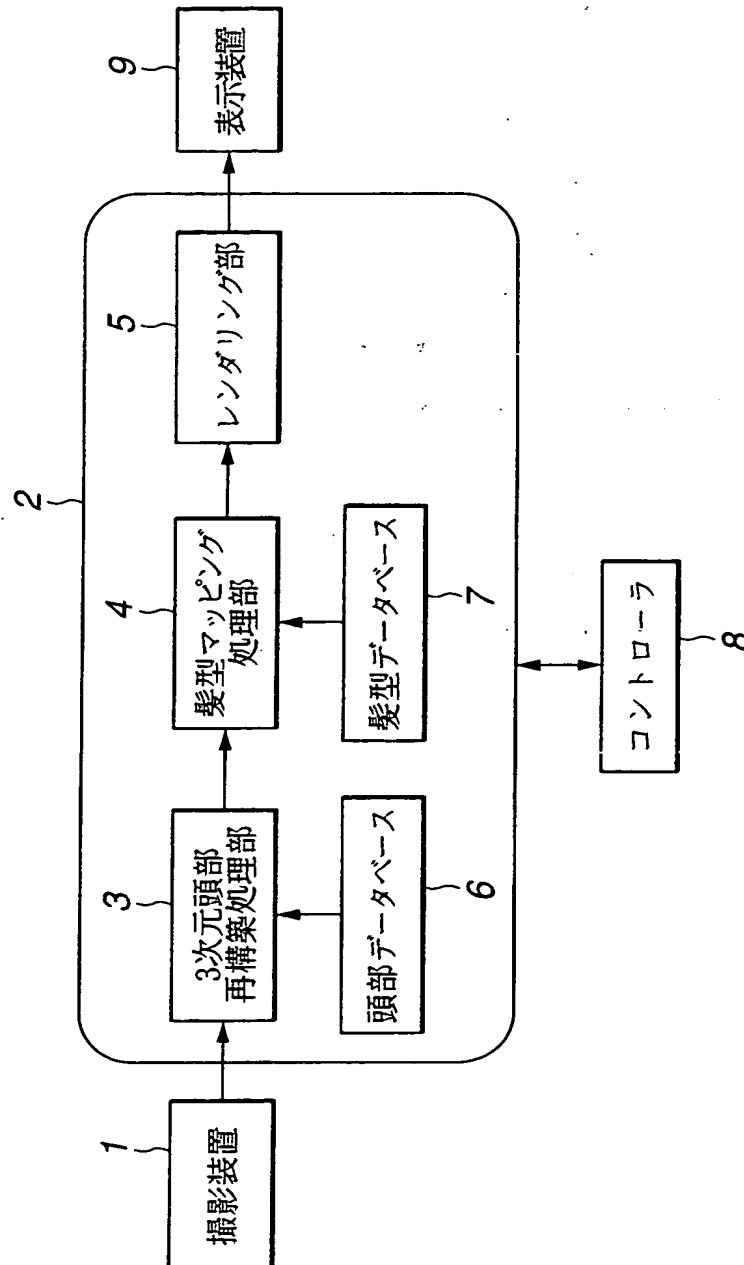 1
撮影装置
2
3
3次元頭部
再構築処理部
4
髪型マッピング
処理部
5
レンダリング部
6
頭部データベース
7
髪型データベース
8
コントローラ
9
表示装置